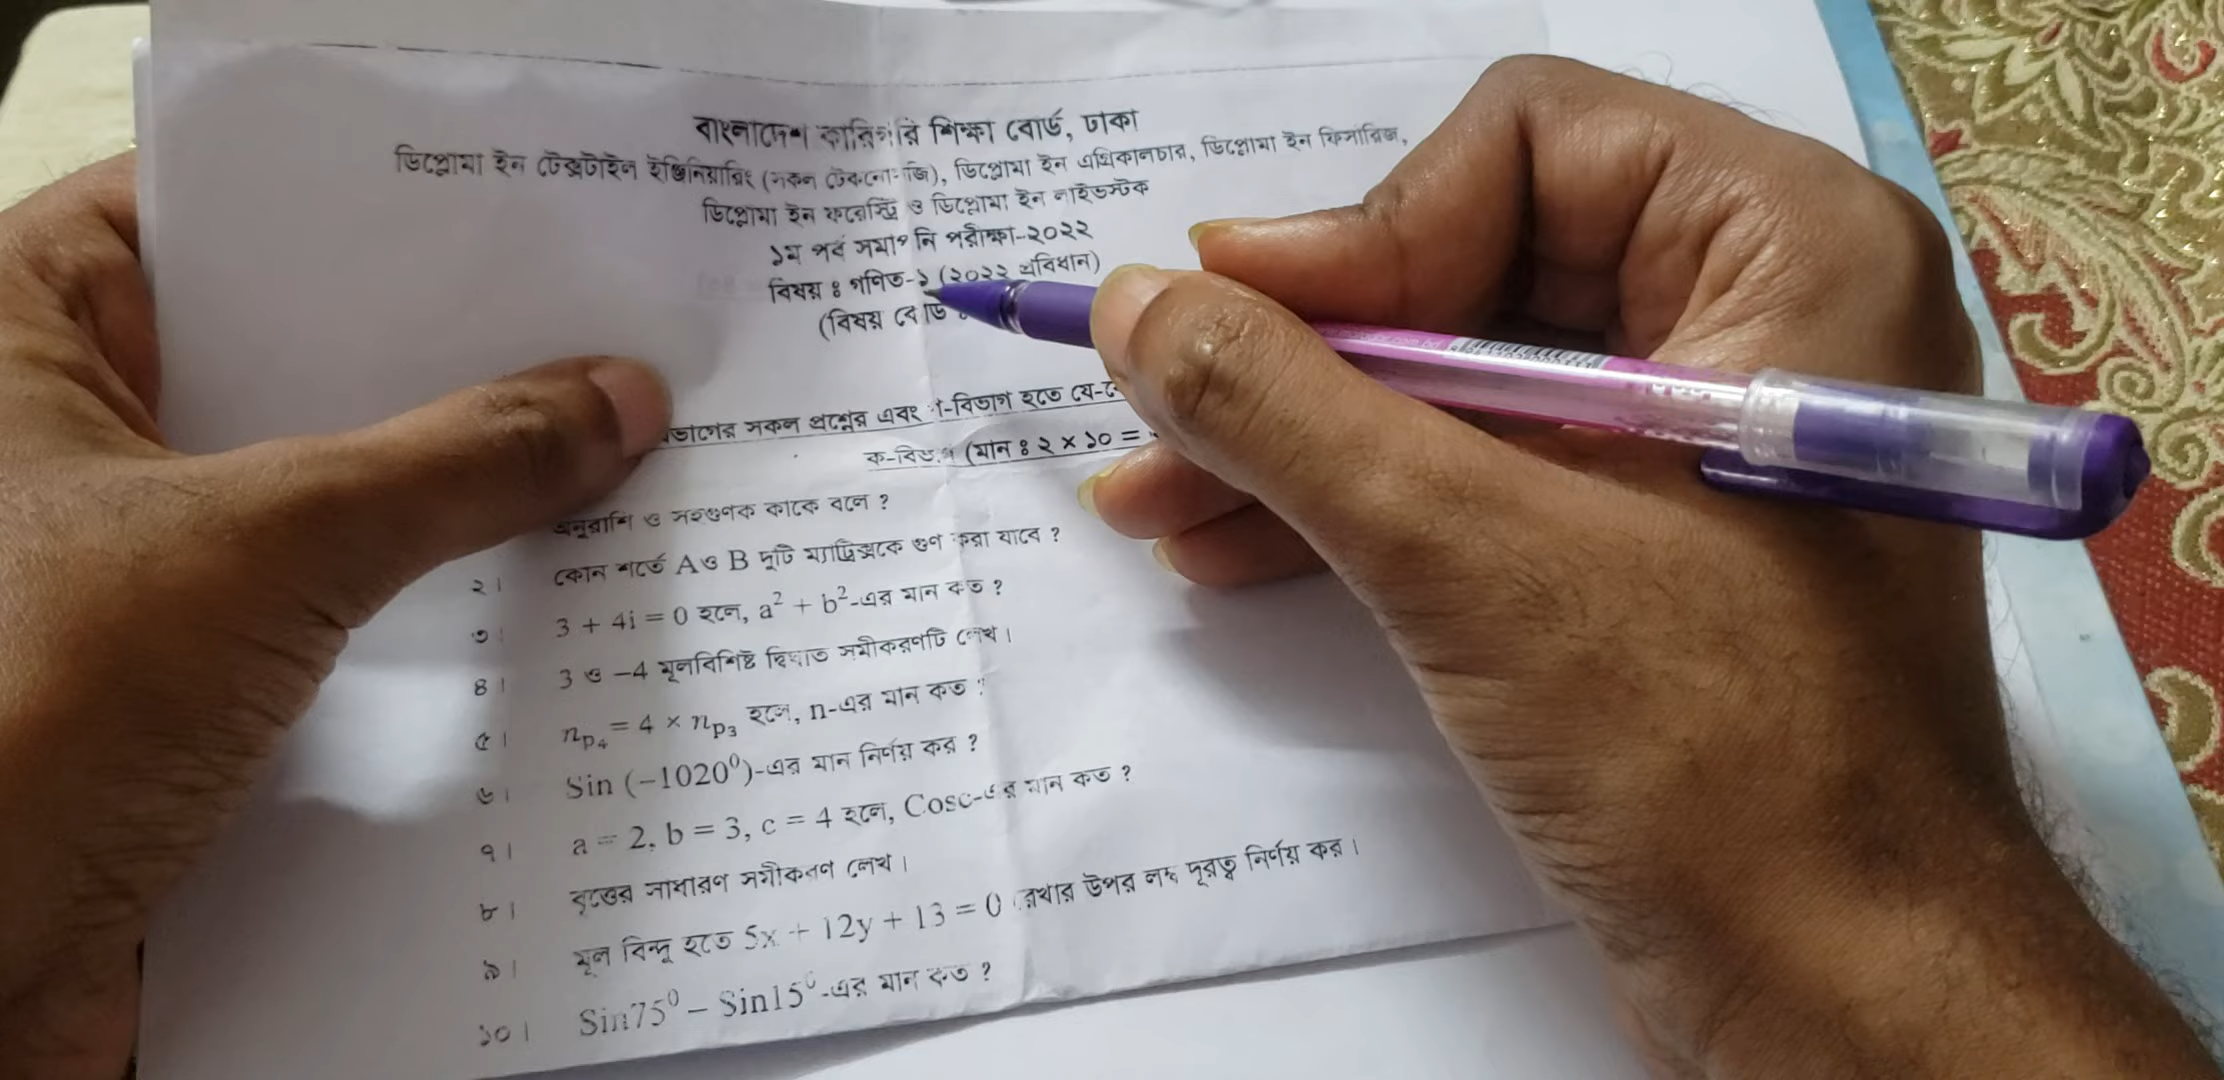 বাংলাদেশ কারিগরি শিক্ষা বোর্ড, ঢাকা
ডিপ্লোমা ইন টেক্সটাইল ইঞ্জিনিয়ারিং (সকল টেকনোলজি), ডিপ্লোমা ইন এগ্রিকালচার, ডিপ্লোমা ইন ফিসারিজ,
ডিপ্লোমা ইন ফরেস্ট্রি ও ডিপ্লোমা ইন লাইভস্টক
১ম পর্ব সমাপনি পরীক্ষা-২০২২
বিষয় ঃ গণিত-১ (২০২২ প্রবিধান)
(বিষয় কোড ঃ
ভাগের সকল প্রশ্নের এবং খ-বিভাগ হতে যে-কো
ক-বিভাগ (মান ঃ ২ × ১০ =
অনুরাশি ও সহগুণক কাকে বলে ?
২। কোন শর্তে A ও B দুটি ম্যাট্রিক্সকে গুণ করা যাবে ?
৩। 3 + 4i = 0 হলে, a² + b²-এর মান কত ?
৪। 3 ও −4 মূলবিশিষ্ট দ্বিঘাত সমীকরণটি লেখ।
৫। n_{p₄} = 4 × n_{p₃} হলে, n-এর মান কত ?
৬। Sin (−1020⁰)-এর মান নির্ণয় কর ?
৭। a = 2, b = 3, c = 4 হলে, Cosc-এর মান কত ?
৮। বৃত্তের সাধারণ সমীকরণ লেখ।
৯। মূল বিন্দু হতে 5x + 12y + 13 = 0 রেখার উপর লম্ব দূরত্ব নির্ণয় কর।
১০। Sin75⁰ − Sin15⁰-এর মান কত ?